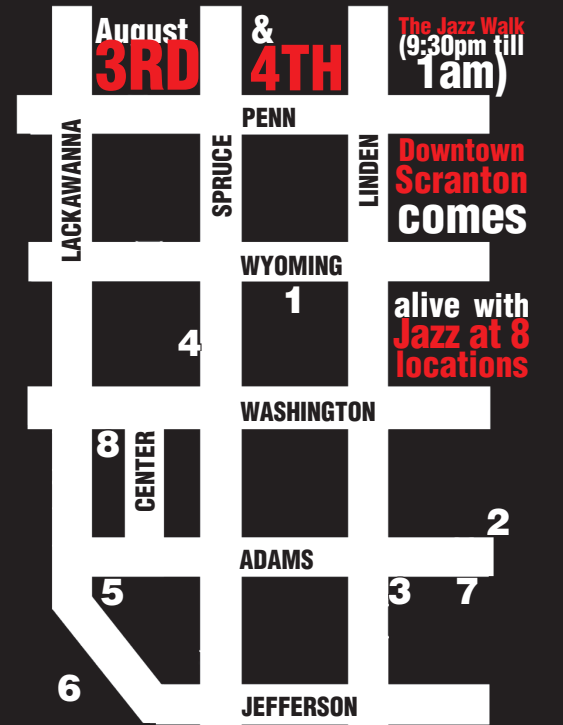 August
3RD
&
4TH
The Jazz Walk
(9:30pm till
1am)
PENN
LACKAWANNA
SPRUCE
LINDEN
Downtown
Scranton
comes
WYOMING
1
alive with
Jazz at 8
locations
4
WASHINGTON
8
CENTER
2
ADAMS
5
3
7
6
JEFFERSON